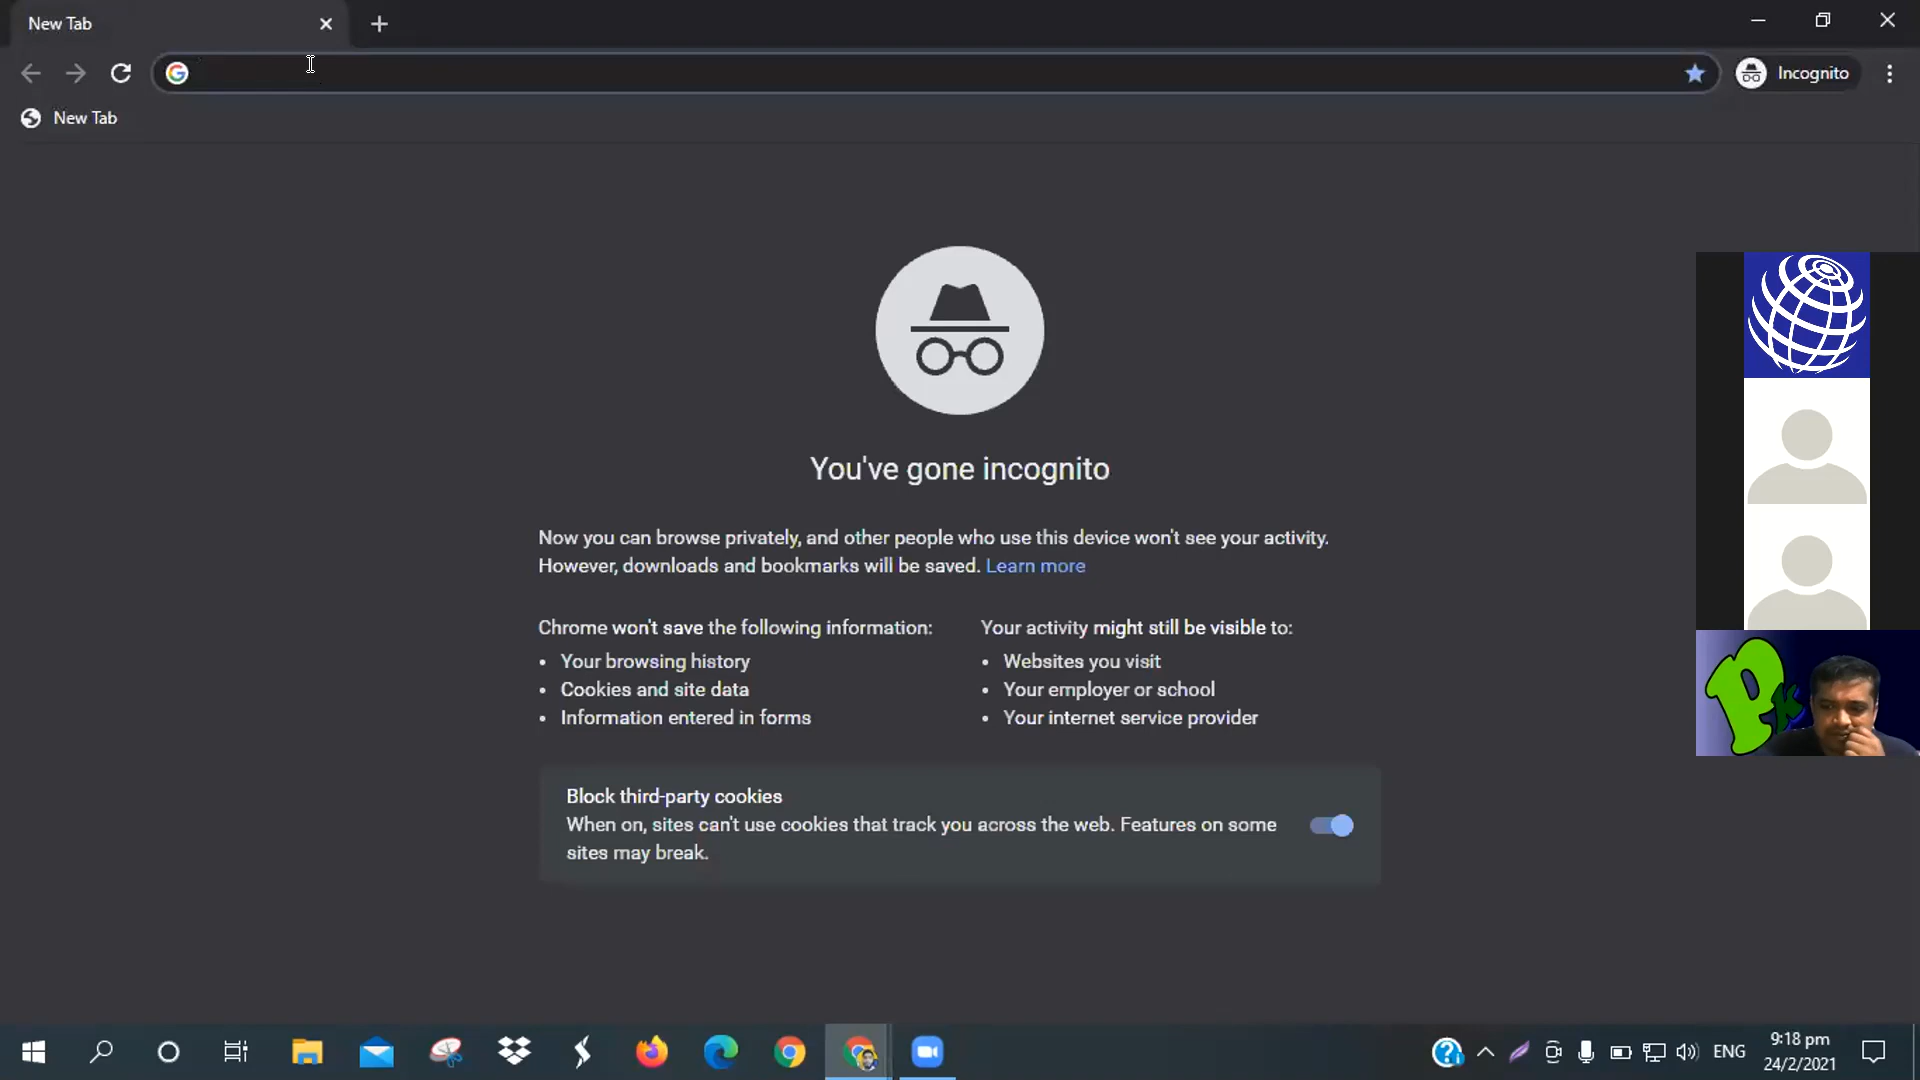 New Tab
Incognito
New Tab
You've gone incognito
Now you can browse privately, and other people who use this device won't see your activity.
However, downloads and bookmarks will be saved. Learn more
Chrome won't save the following information:
• Your browsing history
• Cookies and site data
• Information entered in forms
Your activity might still be visible to:
• Websites you visit
• Your employer or school
• Your internet service provider
Block third-party cookies
When on, sites can't use cookies that track you across the web. Features on some
sites may break.
PK
ENG
9:18 pm
24/2/2021